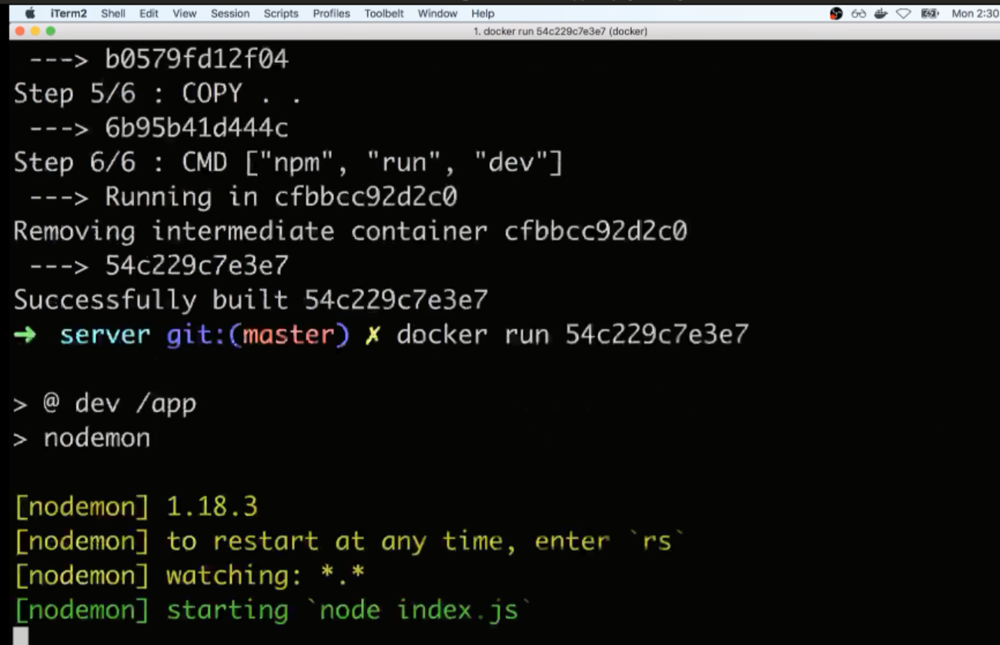 iTerm2 Shell Edit View Session Scripts Profiles Toolbelt Window Help Mon 2:30
1. docker run 54c229c7e3e7 (docker)
---> b0579fd12f04
Step 5/6 : COPY . .
---> 6b95b41d444c
Step 6/6 : CMD ["npm", "run", "dev"]
---> Running in cfbbcc92d2c0
Removing intermediate container cfbbcc92d2c0
---> 54c229c7e3e7
Successfully built 54c229c7e3e7
➜ server git:(master) ✗ docker run 54c229c7e3e7
> @ dev /app
> nodemon
[nodemon] 1.18.3
[nodemon] to restart at any time, enter `rs`
[nodemon] watching: *.*
[nodemon] starting `node index.js`